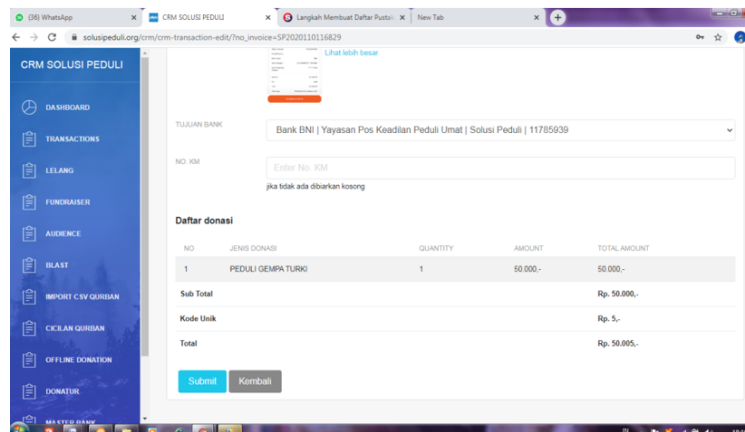 (36) WhatsApp
CRM SOLUSI PEDULI
Langkah Membuat Daftar Pustak
New Tab
solusipeduli.org/crm/crm-transaction-edit/?no_invoice=SP2020110116829
CRM SOLUSI PEDULI
DASHBOARD
TRANSACTIONS
LELANG
FUNDRAISER
AUDIENCE
BLAST
IMPORT CSV QURBAN
CICILAN QURBAN
OFFLINE DONATION
DONATUR
MASTER BANK
Lihat lebih besar
TUJUAN BANK
Bank BNI | Yayasan Pos Keadilan Peduli Umat | Solusi Peduli | 11785939
NO. KM
Enter No. KM
jika tidak ada dibiarkan kosong
Daftar donasi
NO JENIS DONASI QUANTITY AMOUNT TOTAL AMOUNT
1 PEDULI GEMPA TURKI 1 50.000,- 50.000,-
Sub Total Rp. 50.000,-
Kode Unik Rp. 5,-
Total Rp. 50.005,-
Submit Kembali